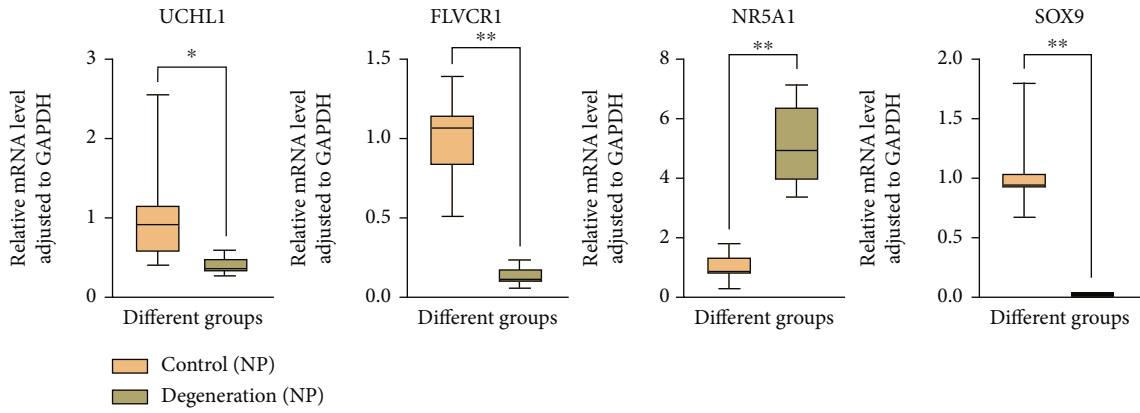 UCHL1
Relative mRNA level
adjusted to GAPDH
3
2
1
0
*
Different groups
FLVCR1
Relative mRNA level
adjusted to GAPDH
1.5
1.0
0.5
0.0
**
Different groups
NR5A1
Relative mRNA level
adjusted to GAPDH
8
6
4
2
0
**
Different groups
SOX9
Relative mRNA level
adjusted to GAPDH
2.0
1.5
1.0
0.5
0.0
**
Different groups
Control (NP)
Degeneration (NP)